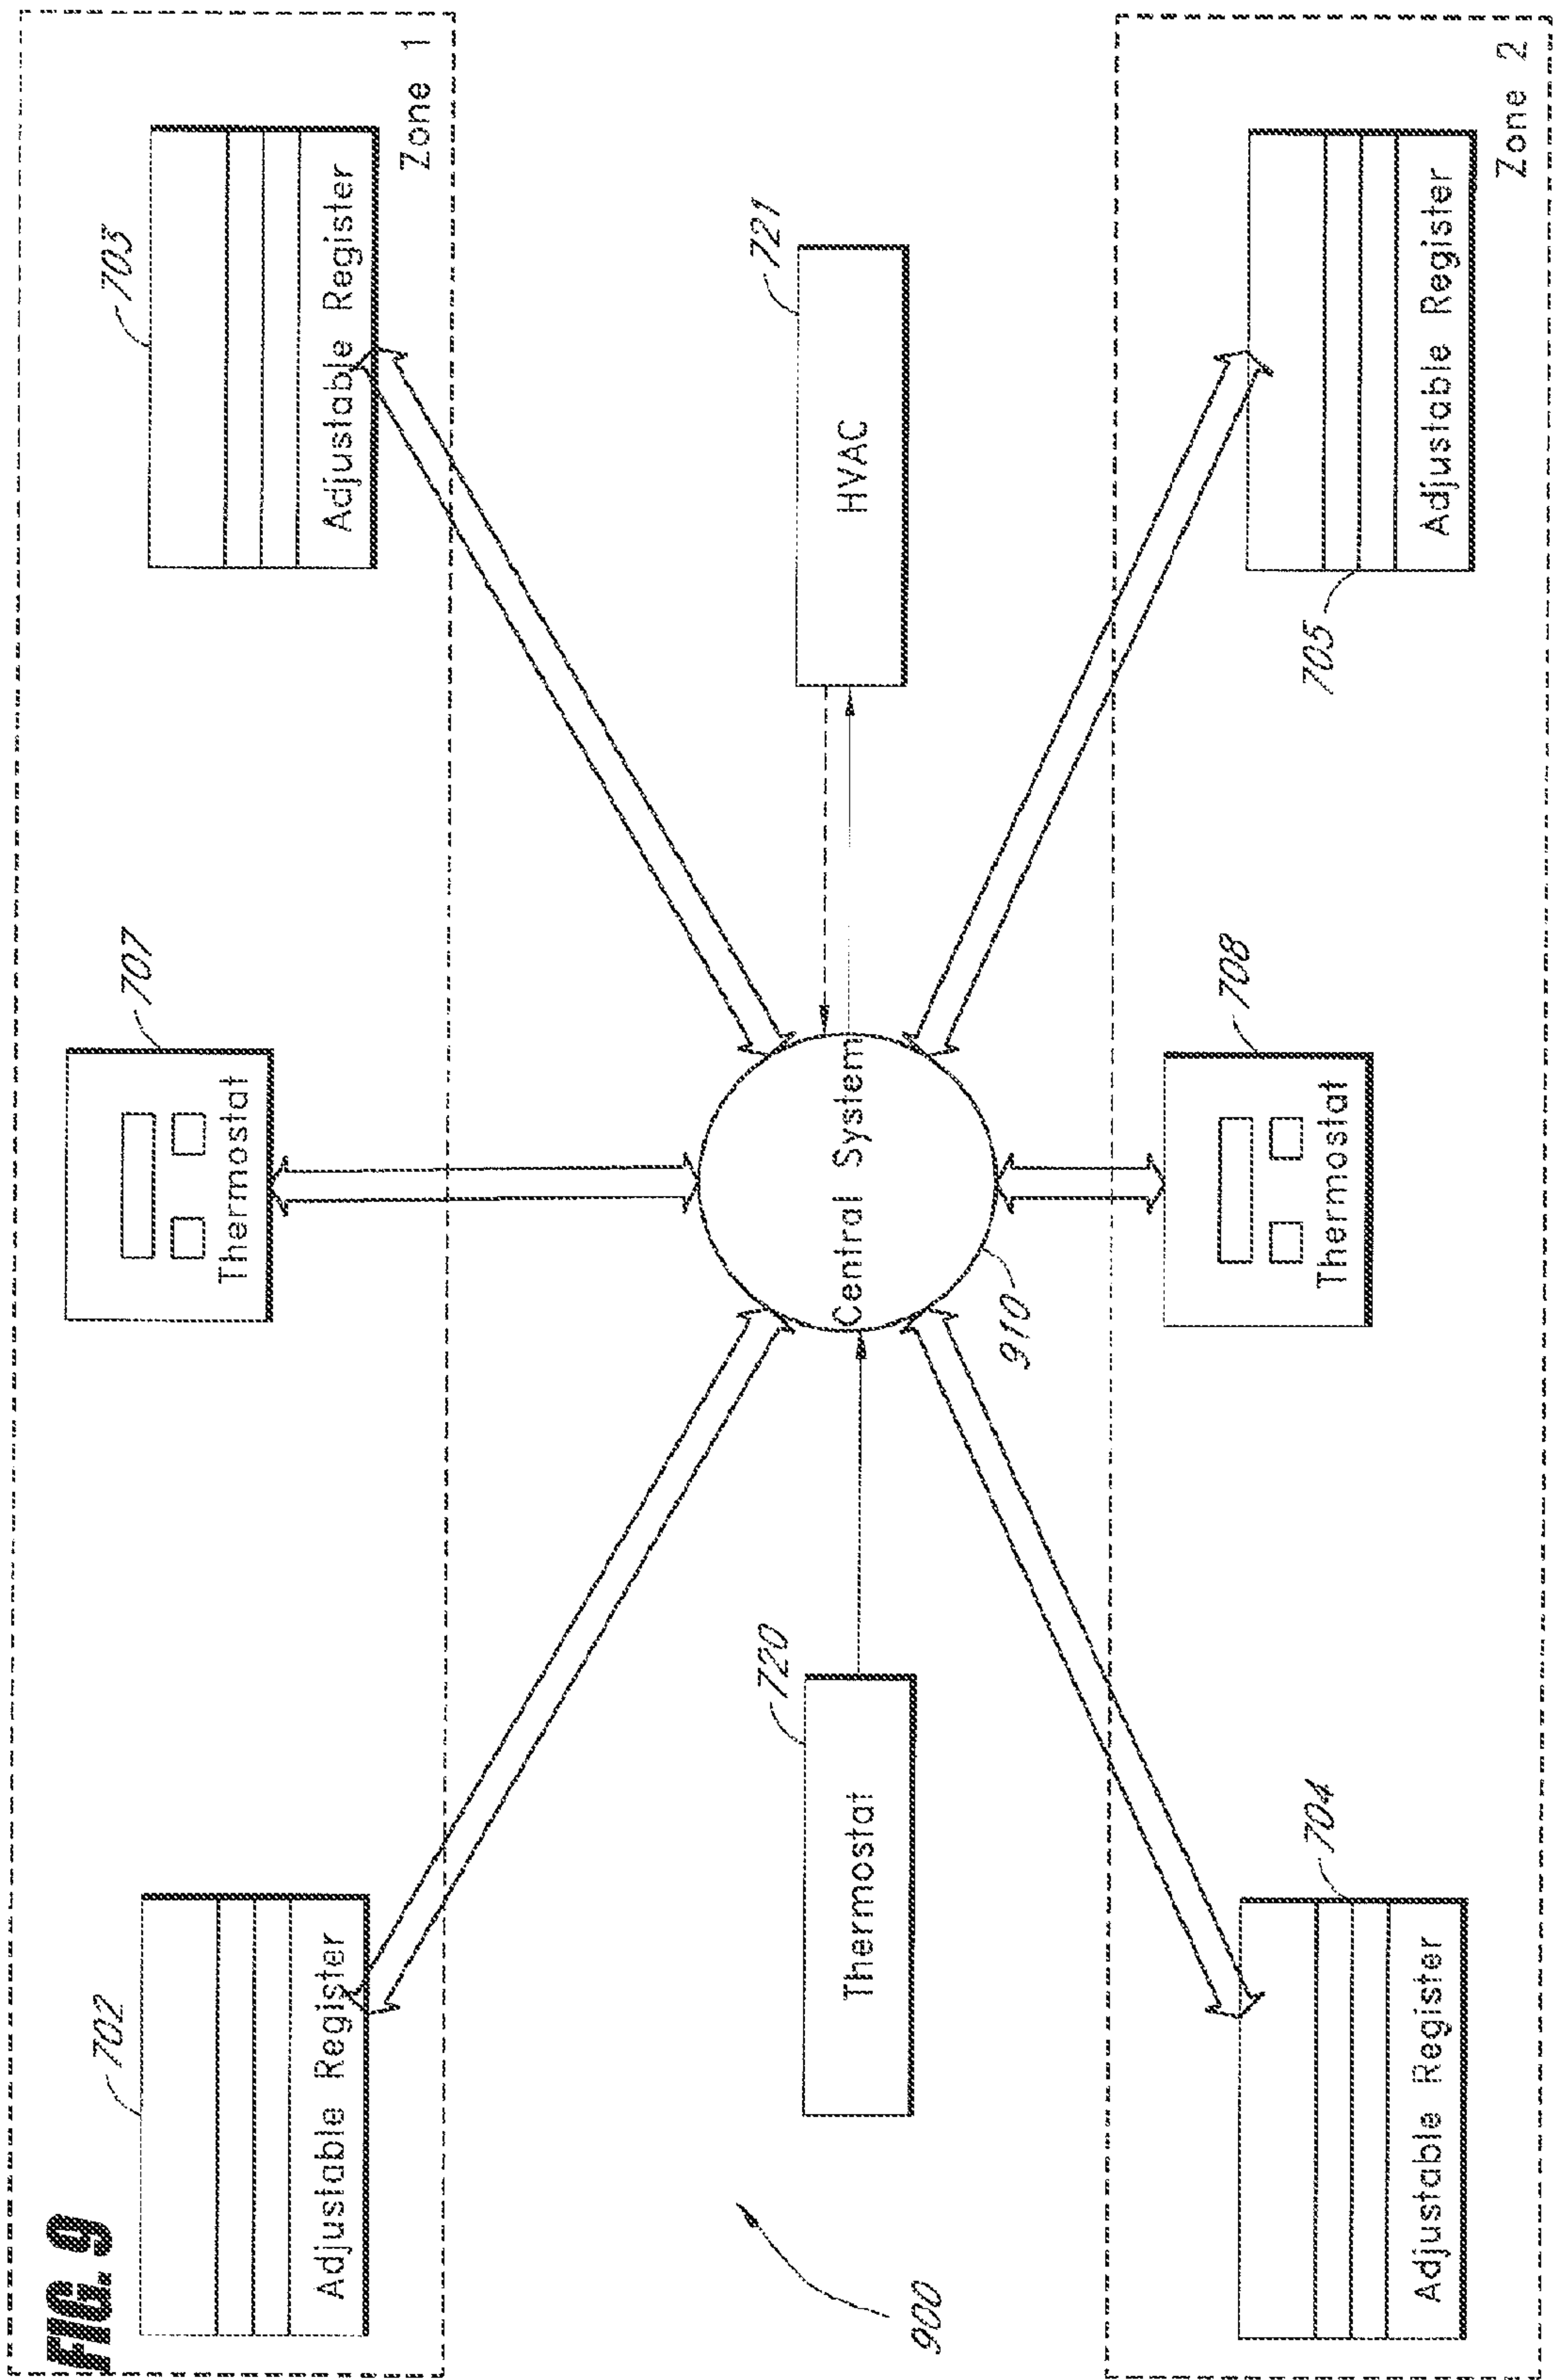 FIG. 9
702
Adjustable Register
707
Thermostat
703
Adjustable Register
Zone 1
720
Thermostat
Central System
910
721
HVAC
900
704
Adjustable Register
708
Thermostat
705
Adjustable Register
Zone 2